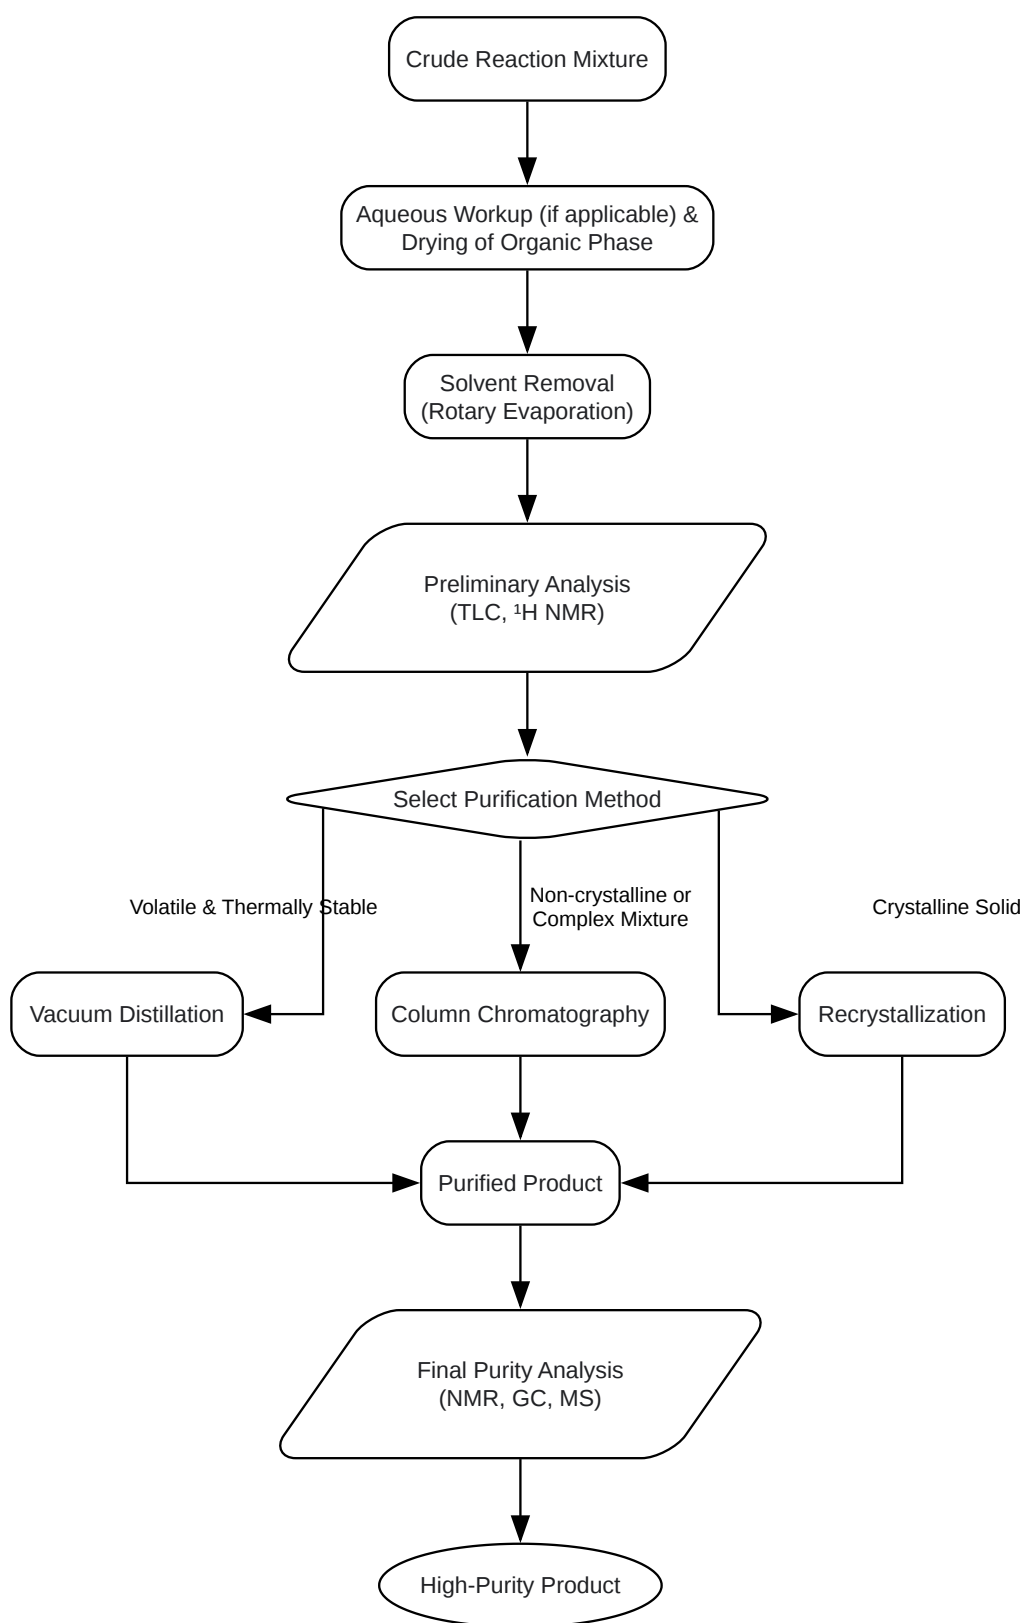 Crude Reaction Mixture
Aqueous Workup (if applicable) &
Drying of Organic Phase
Solvent Removal
(Rotary Evaporation)
Preliminary Analysis
(TLC, ¹H NMR)
Select Purification Method
Volatile & Thermally Stable
Non-crystalline or
Complex Mixture
Crystalline Solid
Vacuum Distillation
Column Chromatography
Recrystallization
Purified Product
Final Purity Analysis
(NMR, GC, MS)
High-Purity Product